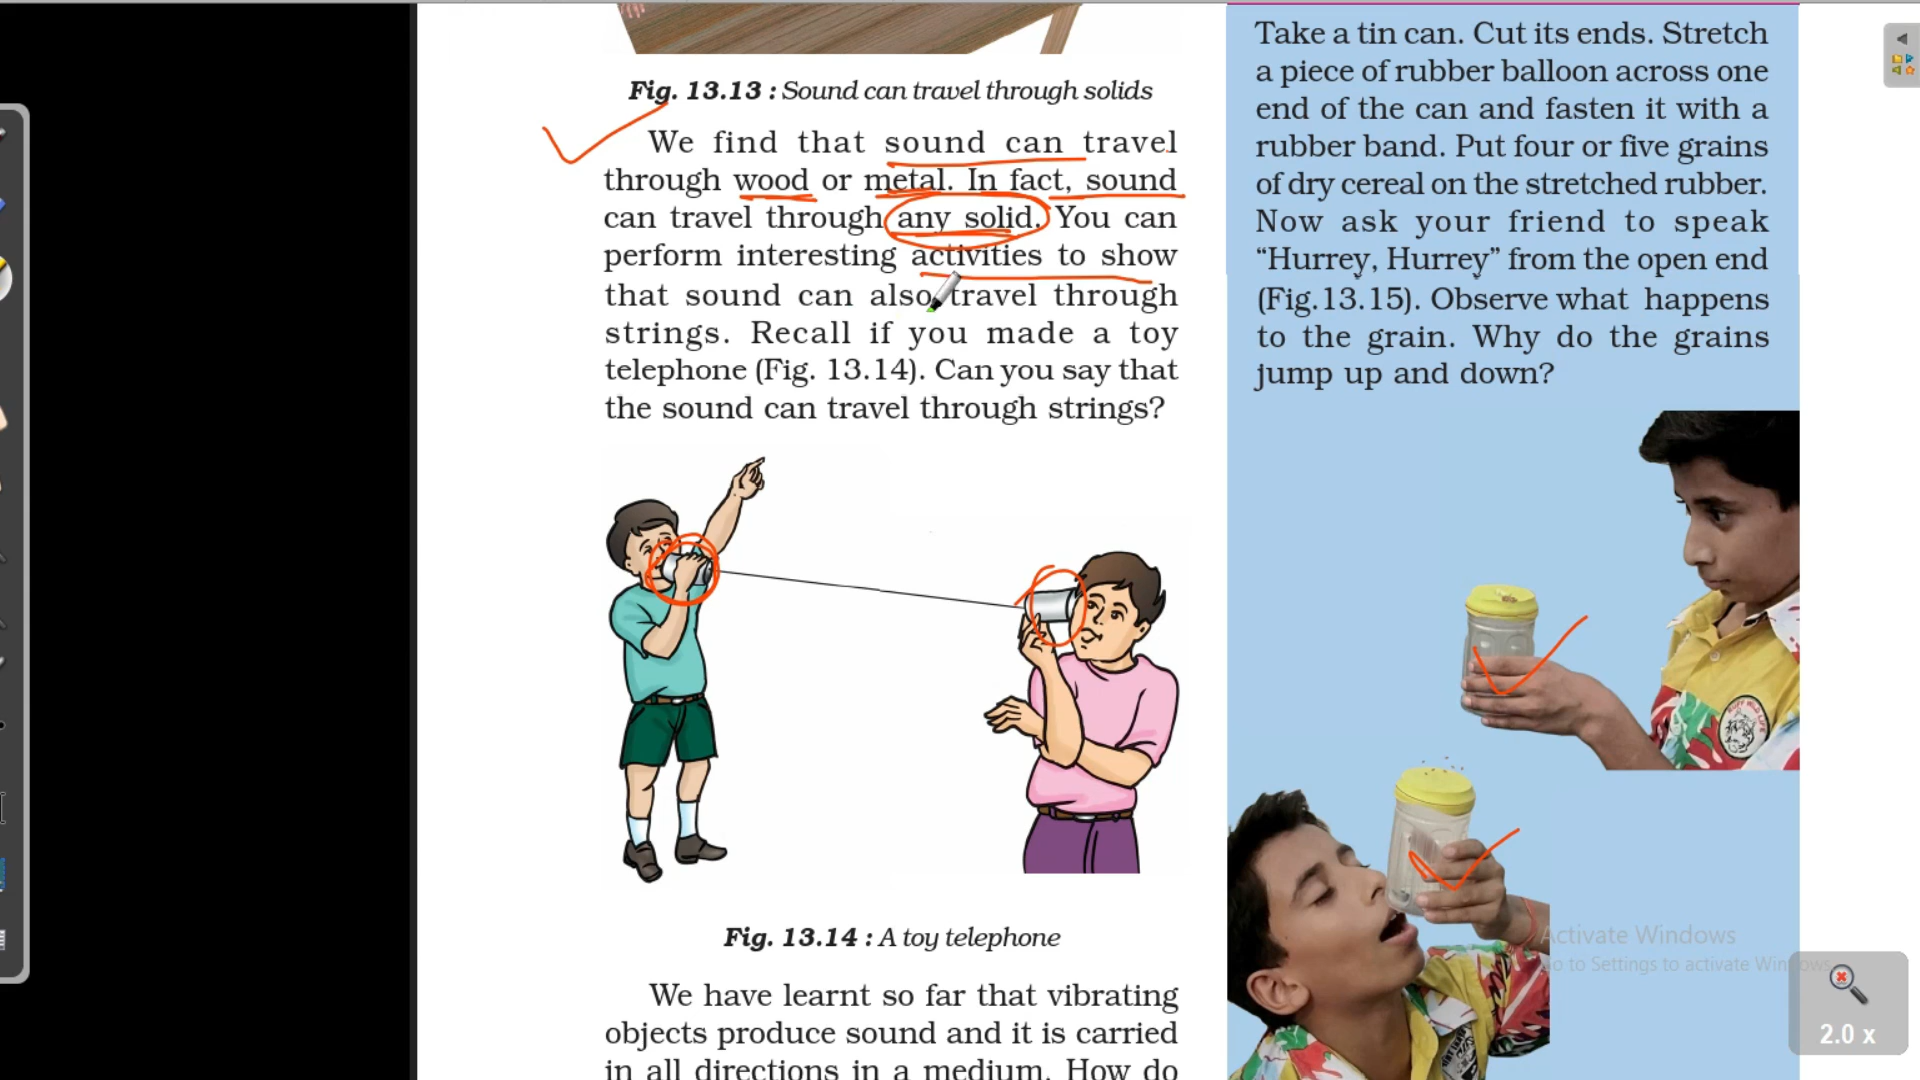 Fig. 13.13 : Sound can travel through solids
We find that sound can travel
through wood or metal. In fact, sound
can travel through any solid. You can
perform interesting activities to show
that sound can also travel through
strings. Recall if you made a toy
telephone (Fig. 13.14). Can you say that
the sound can travel through strings?
Fig. 13.14 : A toy telephone
We have learnt so far that vibrating
objects produce sound and it is carried
in all directions in a medium. How do
Take a tin can. Cut its ends. Stretch
a piece of rubber balloon across one
end of the can and fasten it with a
rubber band. Put four or five grains
of dry cereal on the stretched rubber.
Now ask your friend to speak
“Hurrey, Hurrey” from the open end
(Fig.13.15). Observe what happens
to the grain. Why do the grains
jump up and down?
Activate Windows
Go to Settings to activate Windows.
2.0 x